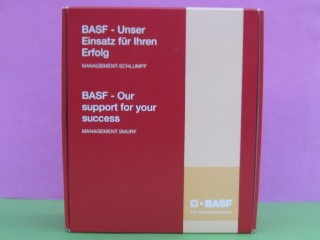 BASF - Unser
Einsatz für Ihren
Erfolg
MANAGEMENT-SCHLUMPF
BASF - Our
support for your
success
MANAGEMENT SMURF
BASF